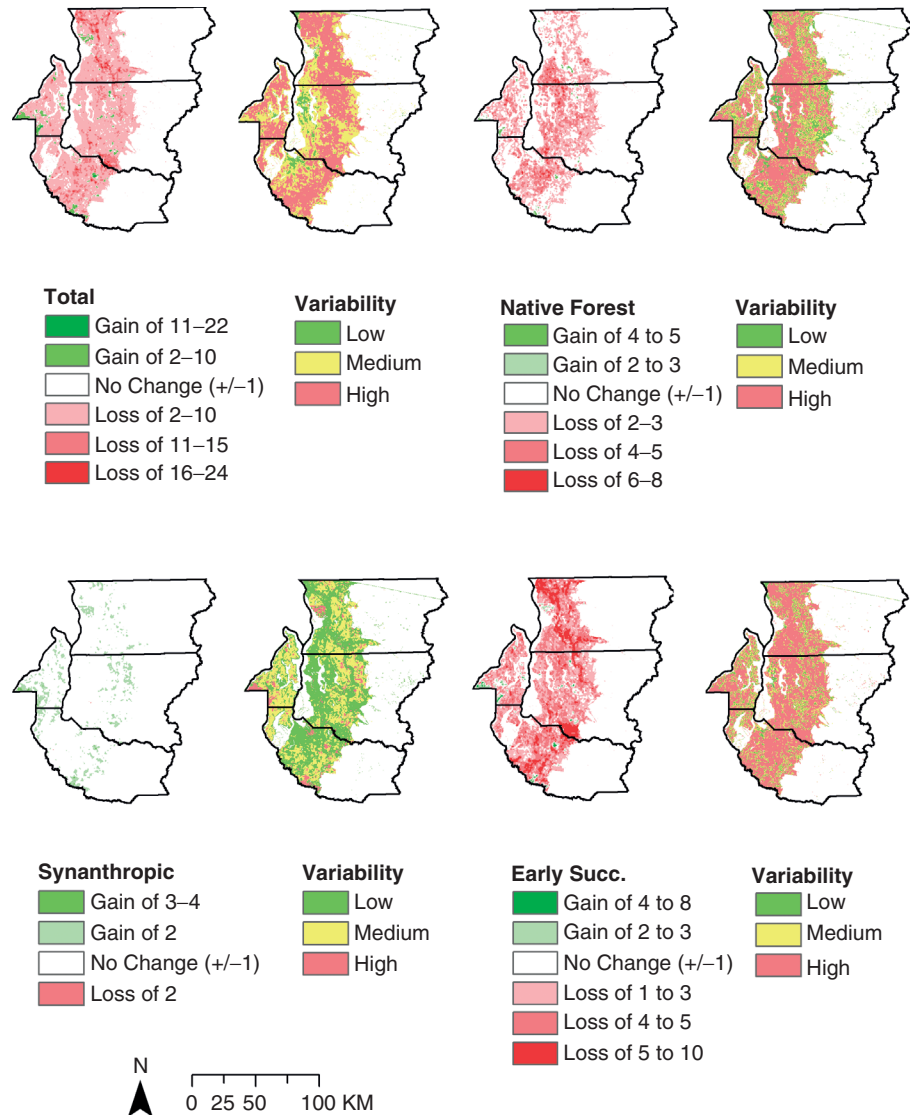 Total
Gain of 11–22
Gain of 2–10
No Change (+/–1)
Loss of 2–10
Loss of 11–15
Loss of 16–24
Variability
Low
Medium
High
Native Forest
Gain of 4 to 5
Gain of 2 to 3
No Change (+/–1)
Loss of 2–3
Loss of 4–5
Loss of 6–8
Variability
Low
Medium
High
Synanthropic
Gain of 3–4
Gain of 2
No Change (+/–1)
Loss of 2
Variability
Low
Medium
High
Early Succ.
Gain of 4 to 8
Gain of 2 to 3
No Change (+/–1)
Loss of 1 to 3
Loss of 4 to 5
Loss of 5 to 10
Variability
Low
Medium
High
N
0 25 50 100 KM